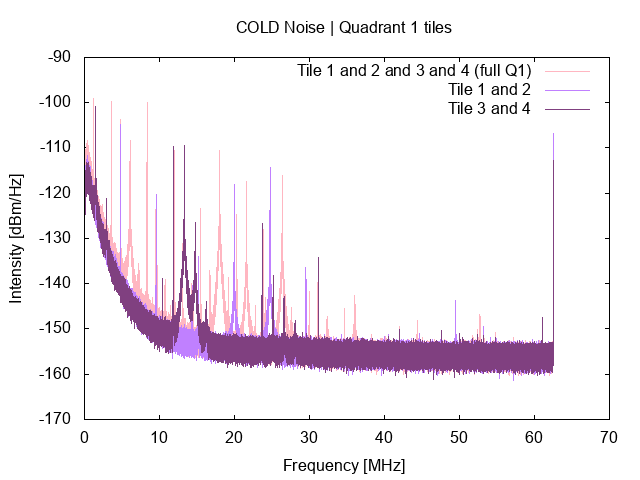 COLD Noise | Quadrant 1 tiles
Tile 1 and 2 and 3 and 4 (full Q1)
Tile 1 and 2
Tile 3 and 4
-90
-100
-110
-120
-130
-140
-150
-160
-170
Intensity [dBm/Hz]
0 10 20 30 40 50 60 70
Frequency [MHz]